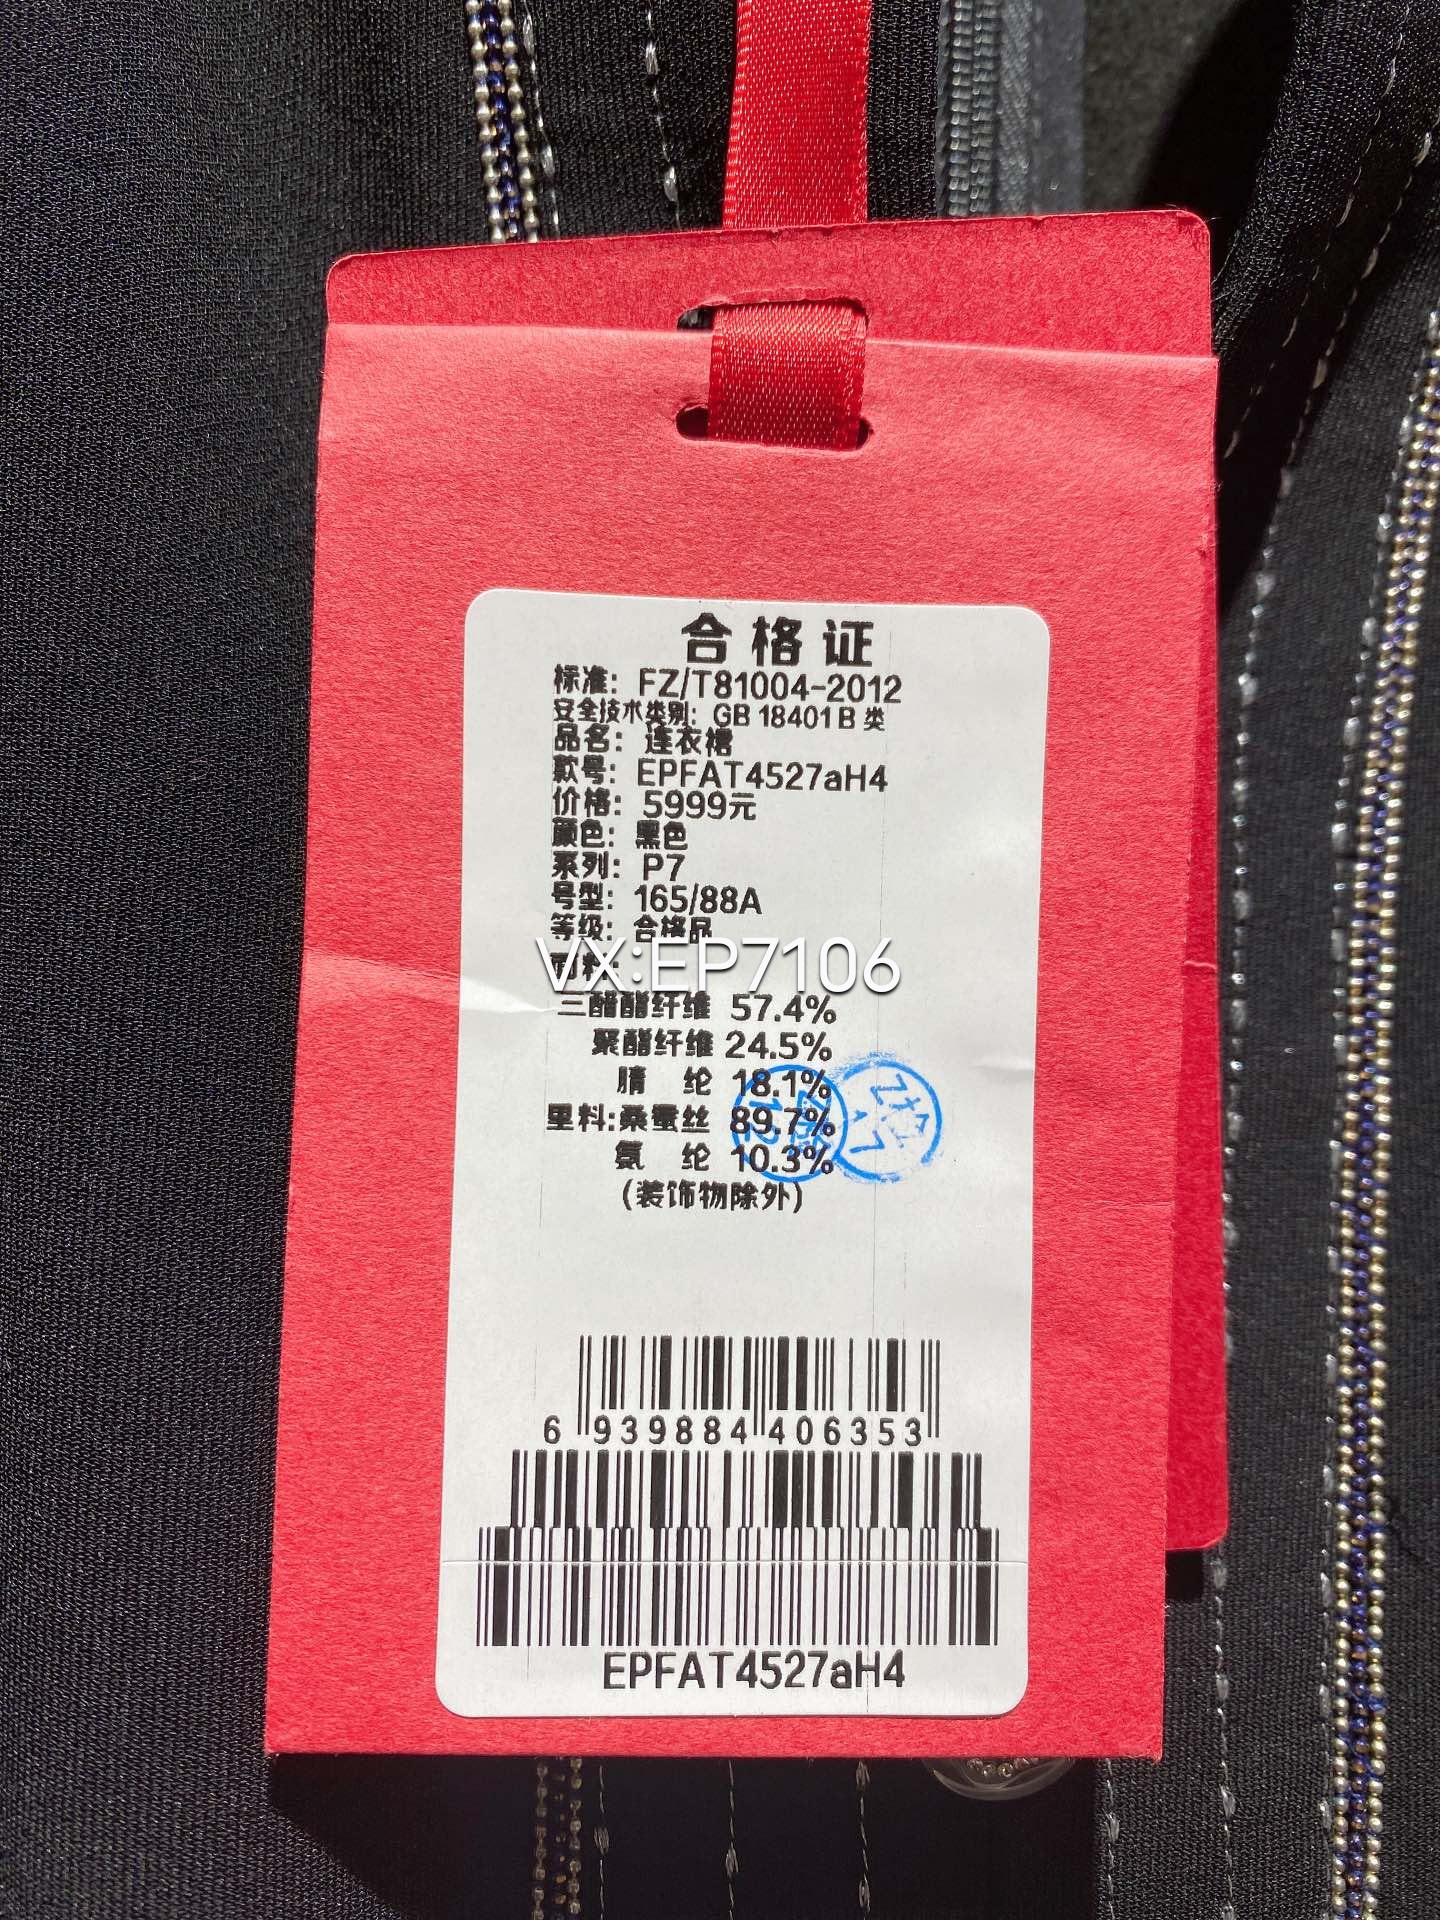 合格证
标准：FZ/T81004-2012
安全技术类别：GB 18401 B 类
品名：连衣裙
款号：EPFAT4527aH4
价格：5999元
颜色：黑色
系列：P7
号型：165/88A
等级：合格品
VX:EP7106
面料：
三醋酯纤维 57.4%
聚酯纤维 24.5%
腈 纶 18.1%
里料:桑蚕丝 89.7%
氨 纶 10.3%
(装饰物除外)
6 939884 406353
EPFAT4527aH4